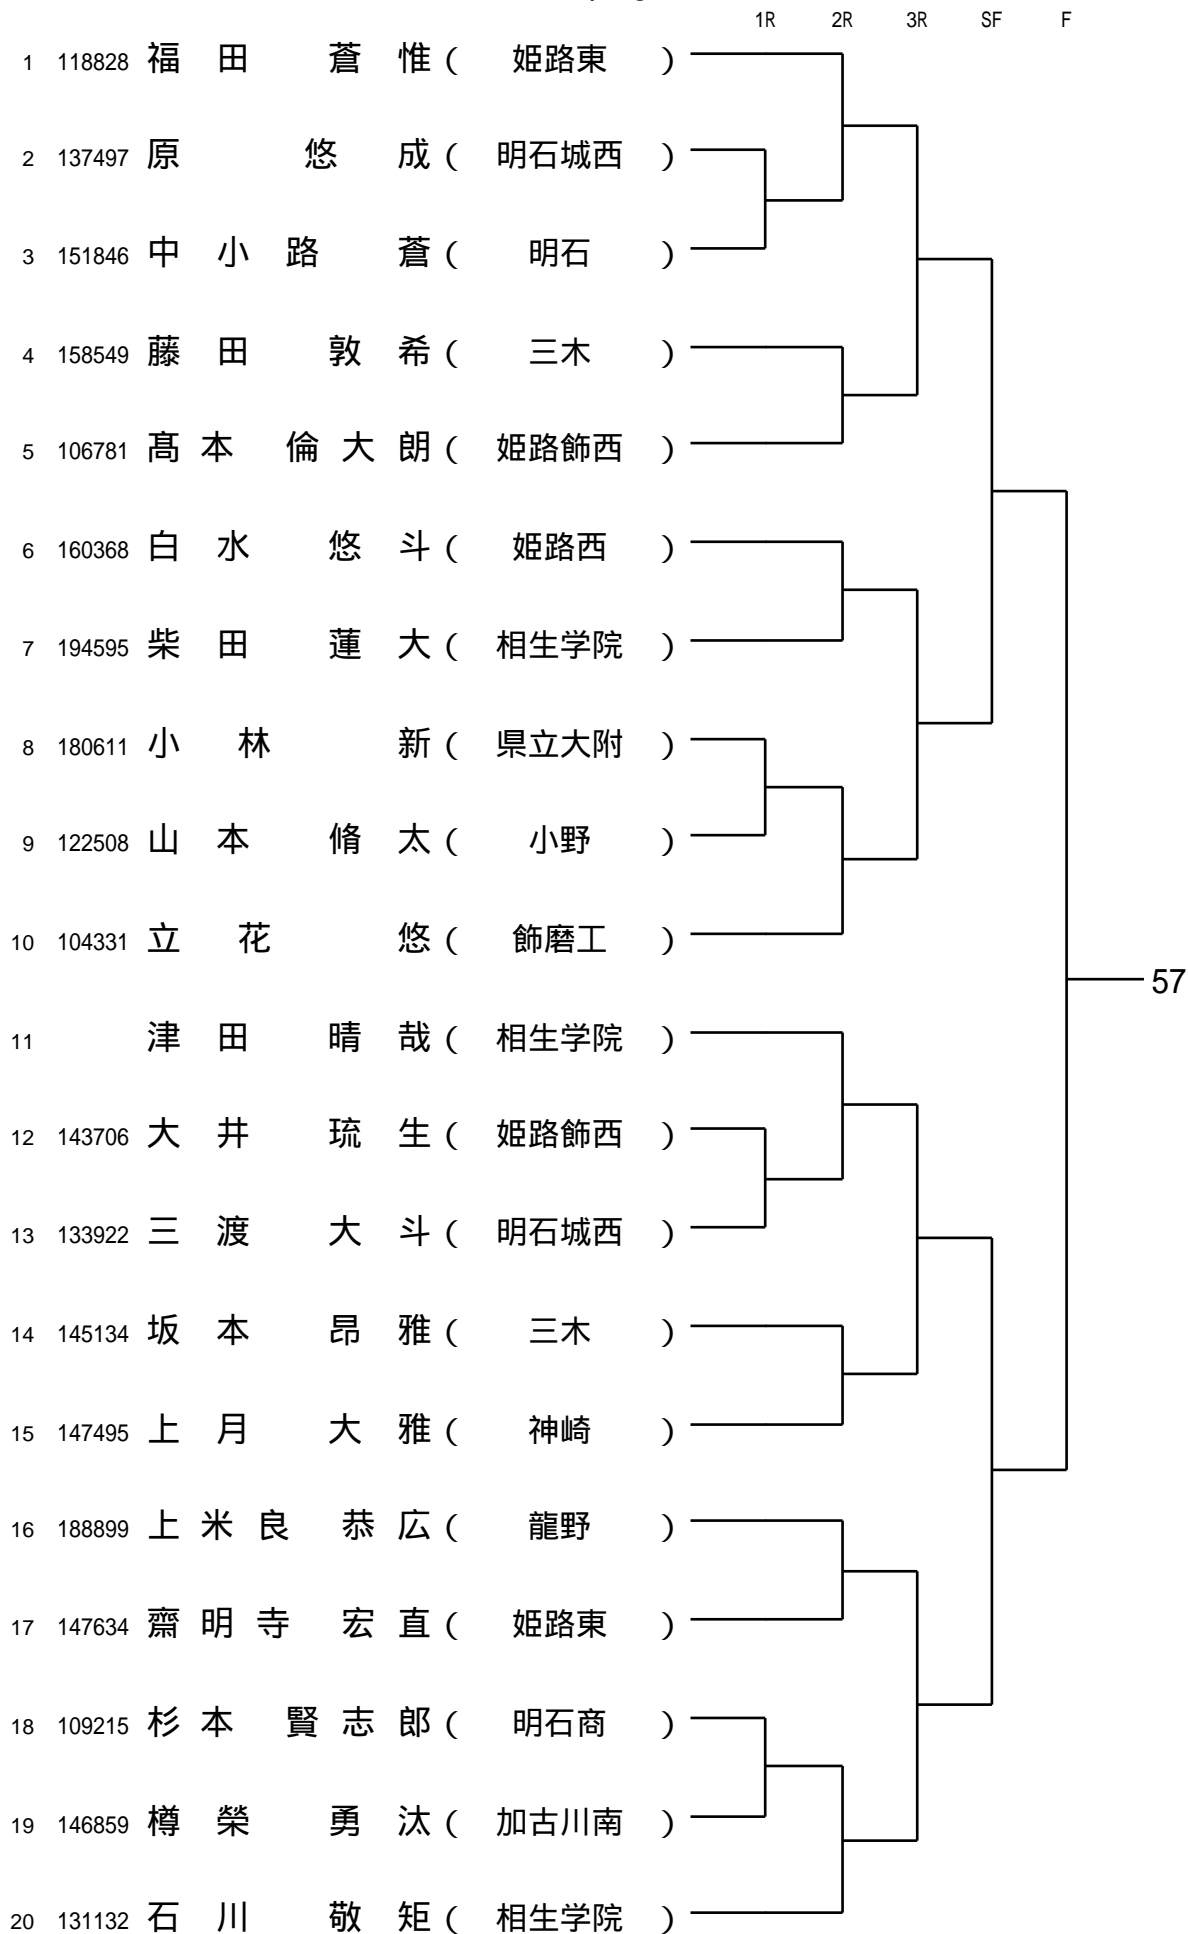 1R 2R 3R SF F
1 118828 福田 蒼惟 ( 姫路東 )
2 137497 原 悠成 ( 明石城西 )
3 151846 中小路 蒼 ( 明石 )
4 158549 藤田 敦希 ( 三木 )
5 106781 髙本 倫大朗 ( 姫路飾西 )
6 160368 白水 悠斗 ( 姫路西 )
7 194595 柴田 蓮大 ( 相生学院 )
8 180611 小林 新 ( 県立大附 )
9 122508 山本 脩太 ( 小野 )
10 104331 立花 悠 ( 飾磨工 )
57
11 津田 晴哉 ( 相生学院 )
12 143706 大井 琉生 ( 姫路飾西 )
13 133922 三渡 大斗 ( 明石城西 )
14 145134 坂本 昂雅 ( 三木 )
15 147495 上月 大雅 ( 神崎 )
16 188899 上米良 恭広 ( 龍野 )
17 147634 齋明寺 宏直 ( 姫路東 )
18 109215 杉本 賢志郎 ( 明石商 )
19 146859 樽榮 勇汰 ( 加古川南 )
20 131132 石川 敬矩 ( 相生学院 )